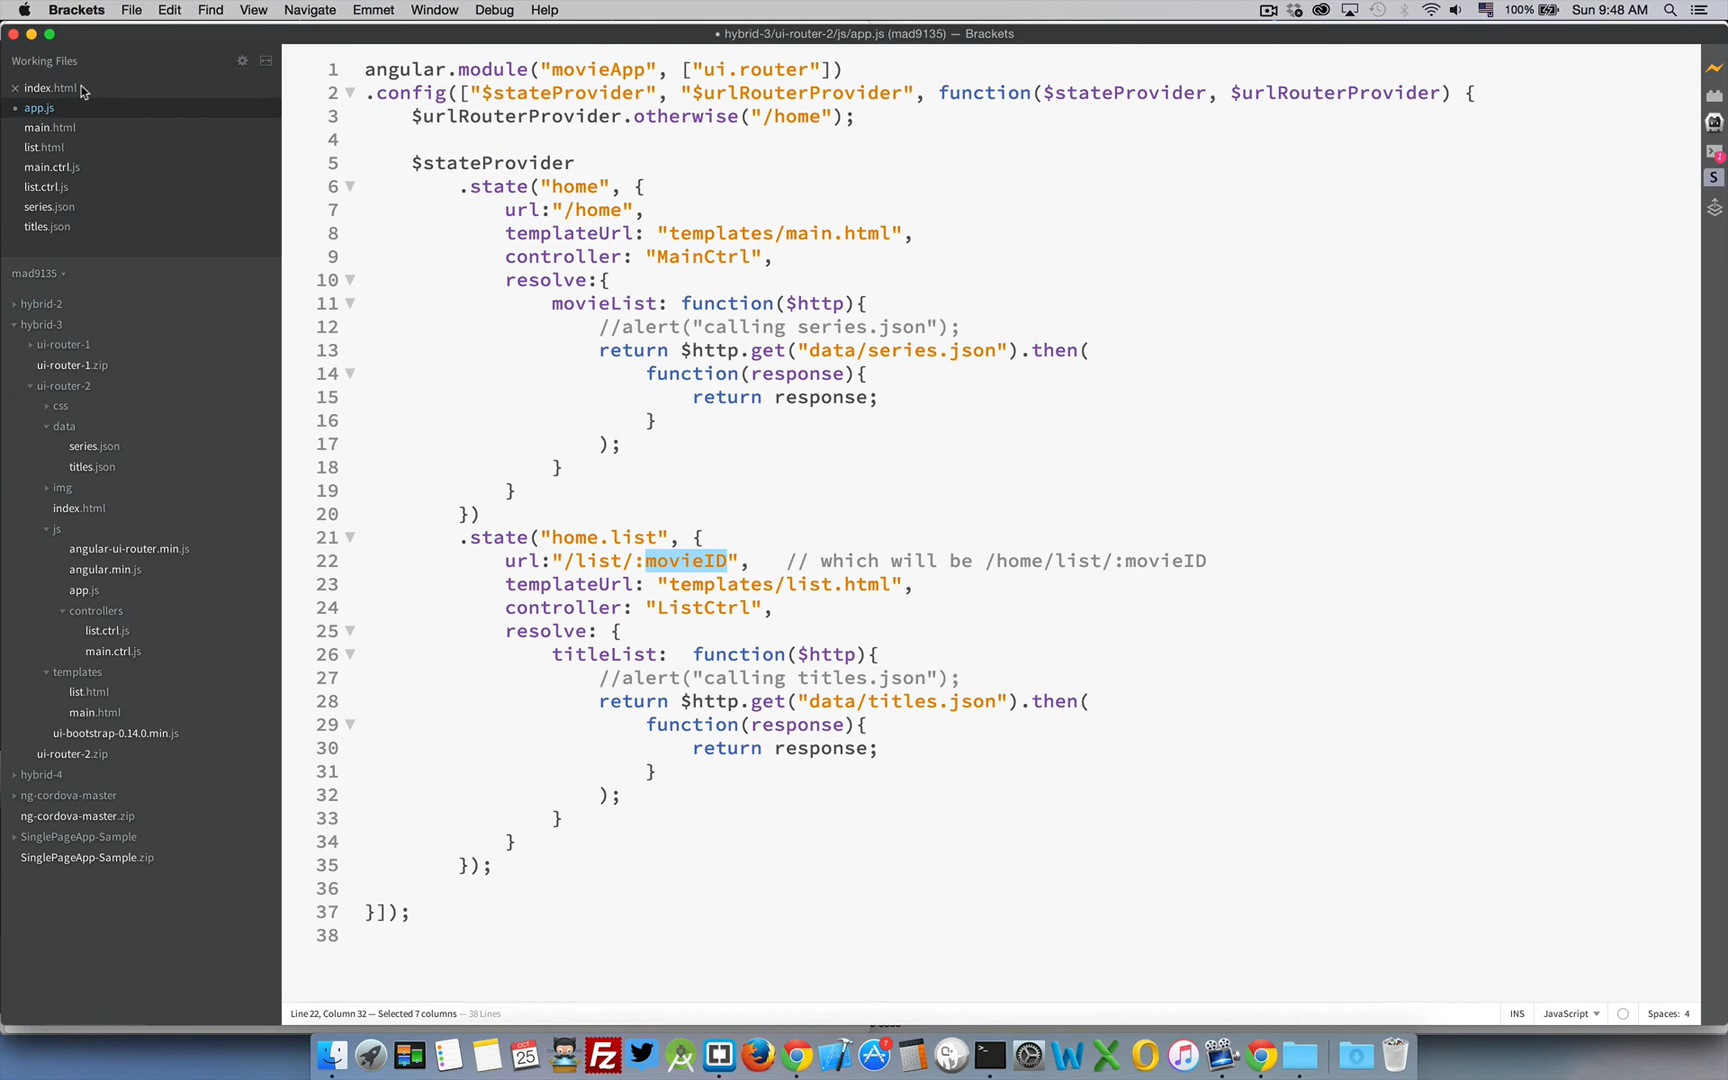 Brackets File Edit Find View Navigate Emmet Window Debug Help 100% Sun 9:48 AM
• hybrid-3/ui-router-2/js/app.js (mad9135) — Brackets
Working Files
index.html
app.js
main.html
list.html
main.ctrl.js
list.ctrl.js
series.json
titles.json
mad9135
hybrid-2
hybrid-3
ui-router-1
ui-router-1.zip
ui-router-2
css
data
series.json
titles.json
img
index.html
js
angular-ui-router.min.js
angular.min.js
app.js
controllers
list.ctrl.js
main.ctrl.js
templates
list.html
main.html
ui-bootstrap-0.14.0.min.js
ui-router-2.zip
hybrid-4
ng-cordova-master
ng-cordova-master.zip
SinglePageApp-Sample
SinglePageApp-Sample.zip
1 angular.module("movieApp", ["ui.router"])
2 .config(["$stateProvider", "$urlRouterProvider", function($stateProvider, $urlRouterProvider) {
3 $urlRouterProvider.otherwise("/home");
4
5 $stateProvider
6 .state("home", {
7 url:"/home",
8 templateUrl: "templates/main.html",
9 controller: "MainCtrl",
10 resolve:{
11 movieList: function($http){
12 //alert("calling series.json");
13 return $http.get("data/series.json").then(
14 function(response){
15 return response;
16 }
17 );
18 }
19 }
20 })
21 .state("home.list", {
22 url:"/list/:movieID", // which will be /home/list/:movieID
23 templateUrl: "templates/list.html",
24 controller: "ListCtrl",
25 resolve: {
26 titleList: function($http){
27 //alert("calling titles.json");
28 return $http.get("data/titles.json").then(
29 function(response){
30 return response;
31 }
32 );
33 }
34 }
35 });
36
37 }]);
38
Line 22, Column 32 — Selected 7 columns — 38 Lines
INS JavaScript Spaces: 4
S
1
OCT
25
FZ
7